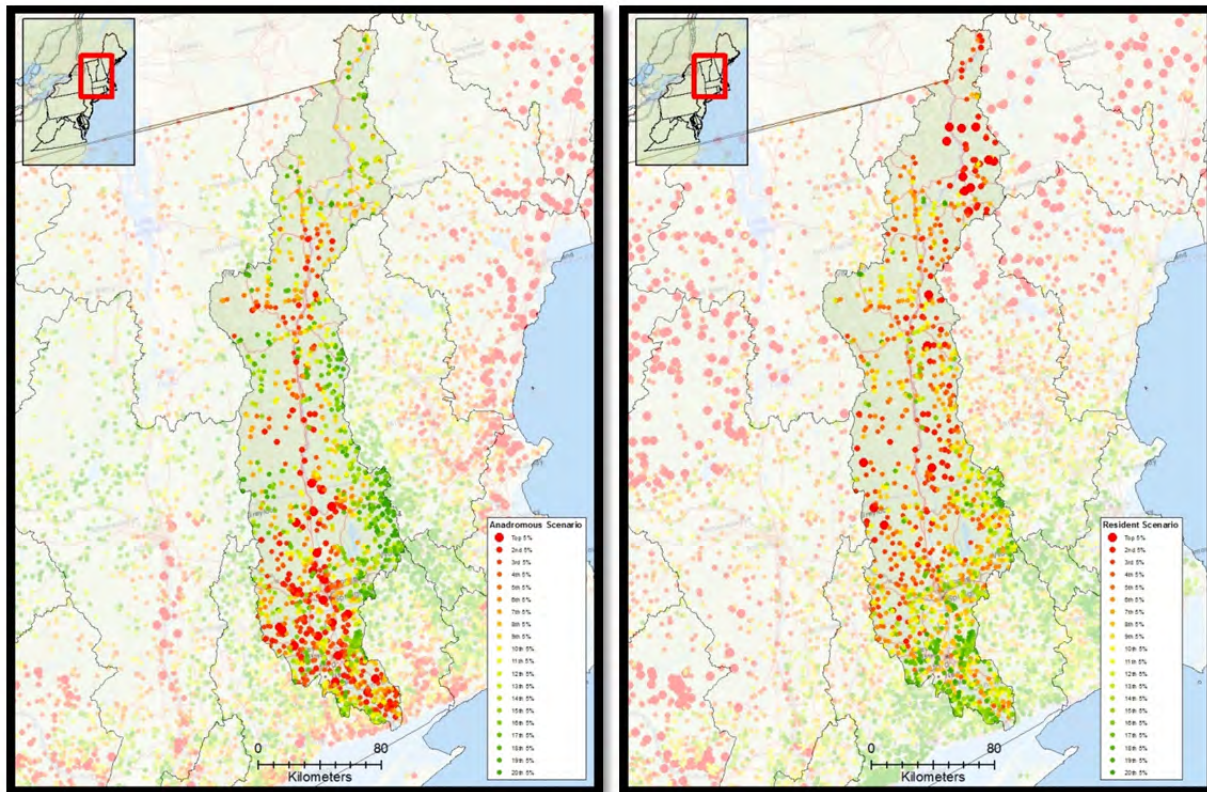 Anadromous Scenario
Top 5%
2nd 5%
3rd 5%
4th 5%
5th 5%
6th 5%
7th 5%
8th 5%
9th 5%
10th 5%
11th 5%
12th 5%
13th 5%
14th 5%
15th 5%
16th 5%
17th 5%
18th 5%
19th 5%
20th 5%
0 80
Kilometers
Resident Scenario
Top 5%
2nd 5%
3rd 5%
4th 5%
5th 5%
6th 5%
7th 5%
8th 5%
9th 5%
10th 5%
11th 5%
12th 5%
13th 5%
14th 5%
15th 5%
16th 5%
17th 5%
18th 5%
19th 5%
20th 5%
0 80
Kilometers